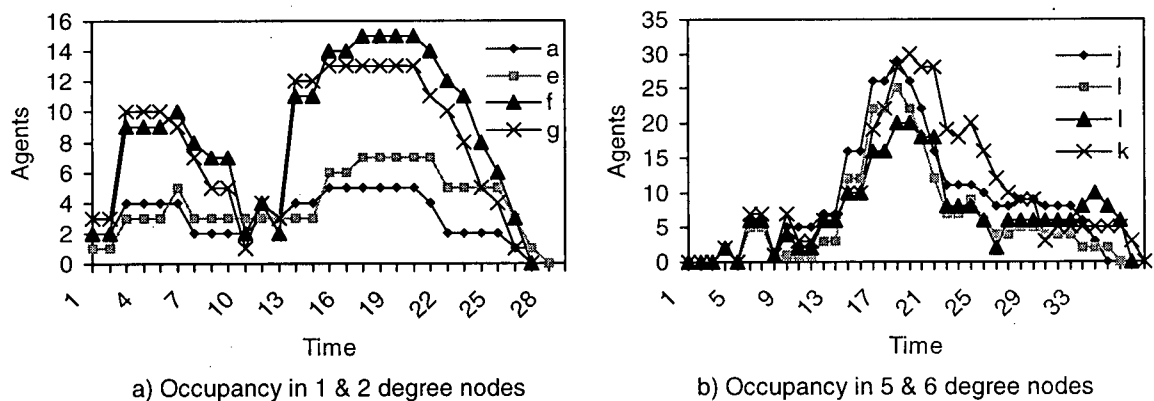 16
14
12
10
8
6
4
2
0
Agents
1
4
7
10
13
16
19
22
25
28
Time
a
e
f
g
a) Occupancy in 1 & 2 degree nodes
35
30
25
20
15
10
5
0
Agents
1
5
9
13
17
21
25
29
33
Time
j
l
l
k
b) Occupancy in 5 & 6 degree nodes